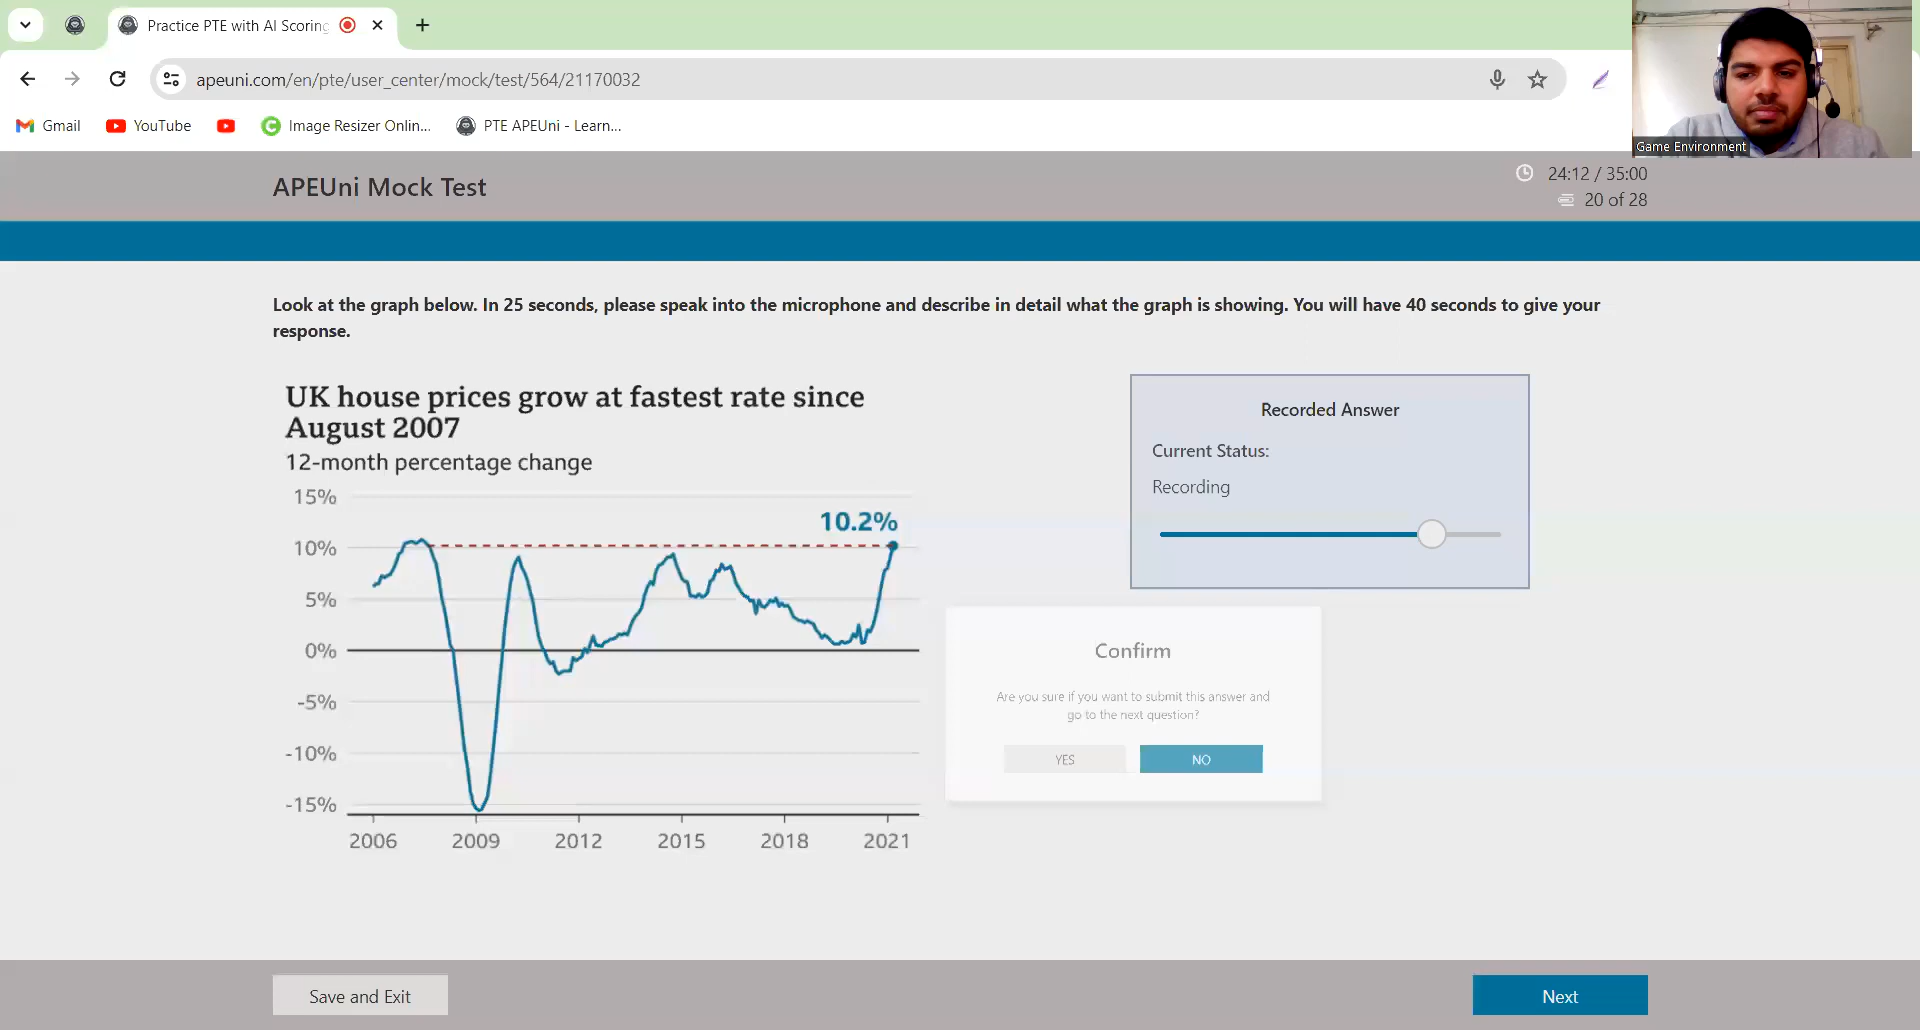 Practice PTE with AI Scoring
apeuni.com/en/pte/user_center/mock/test/564/21170032
Gmail
YouTube
Image Resizer Onlin...
PTE APEUni - Learn...
Game Environment
APEUni Mock Test
24:12 / 35:00
20 of 28
Look at the graph below. In 25 seconds, please speak into the microphone and describe in detail what the graph is showing. You will have 40 seconds to give your
response.
UK house prices grow at fastest rate since
August 2007
12-month percentage change
15%
10.2%
10%
5%
0%
-5%
-10%
-15%
2006 2009 2012 2015 2018 2021
Recorded Answer
Current Status:
Recording
Confirm
Are you sure if you want to submit this answer and
go to the next question?
YES NO
Save and Exit
Next